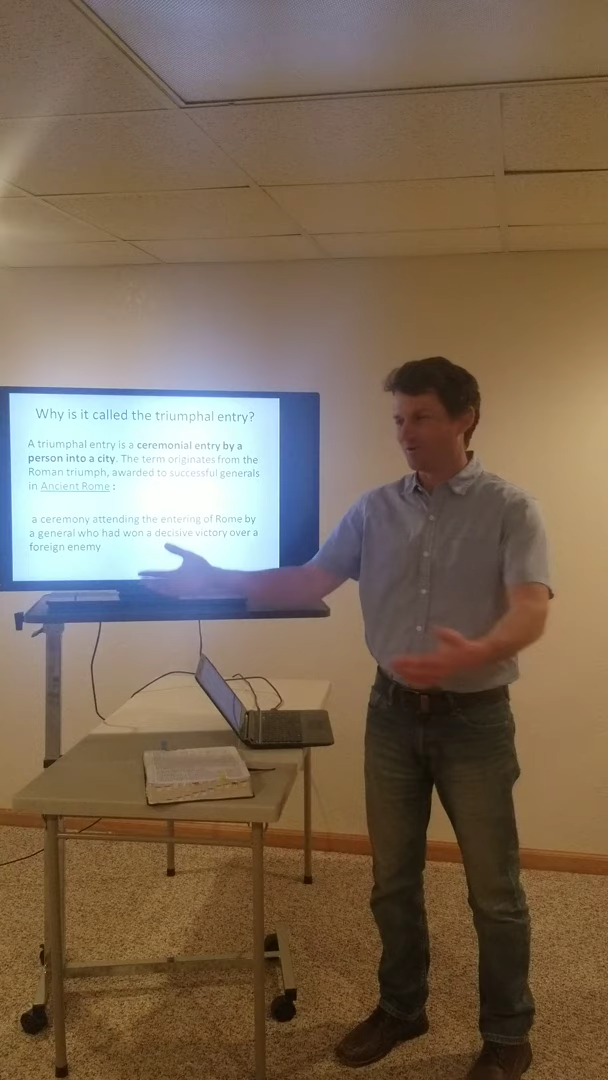 Why is it called the triumphal entry?
A triumphal entry is a ceremonial entry by a
person into a city. The term originates from the
Roman triumph, awarded to successful generals
in Ancient Rome :
a ceremony attending the entering of Rome by
a general who had won a decisive victory over a
foreign enemy